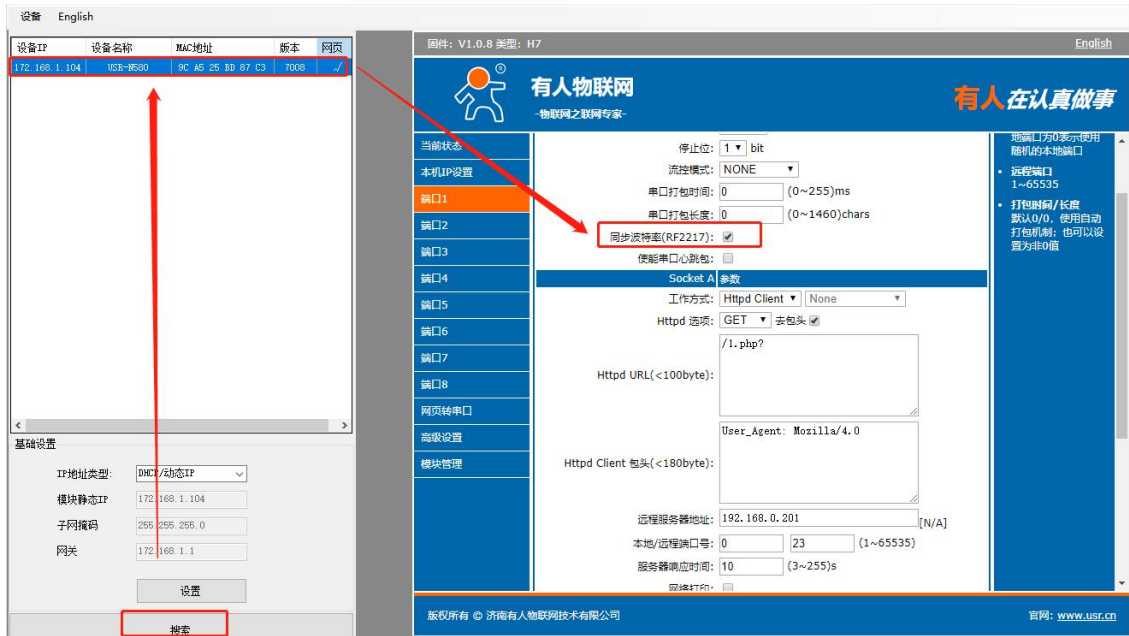 设备 English
设备IP 设备名称 MAC地址 版本 网页
172.168.1.104 USR-N580 9C A5 25 BD 87 C3 7008 √
基础设置
IP地址类型: DHCP/动态IP
模块静态IP 172.168.1.104
子网掩码 255.255.255.0
网关 172.168.1.1
设置
搜索
固件: V1.0.8 类型: H7 English
有人物联网
-物联网之联网专家-
有人在认真做事
当前状态
本机IP设置
端口1
端口2
端口3
端口4
端口5
端口6
端口7
端口8
网页转串口
高级设置
模块管理
停止位: 1 bit
流控模式: NONE
串口打包时间: 0 (0~255)ms
串口打包长度: 0 (0~1460)chars
同步波特率(RF2217):
使能串口心跳包:
Socket A 参数
工作方式: Httpd Client None
Httpd 选项: GET 去包头
Httpd URL(<100byte): /1.php?
Httpd Client 包头(<180byte): User_Agent: Mozilla/4.0
远程服务器地址: 192.168.0.201 [N/A]
本地/远程端口号: 0 23 (1~65535)
服务器响应时间: 10 (3~255)s
网络打印:
地端口为0表示使用
随机的本地端口
• 远程端口
1~65535
• 打包时间/长度
默认0/0，使用自动
打包机制；也可以设
置为非0值
版权所有 © 济南有人物联网技术有限公司 官网: www.usr.cn